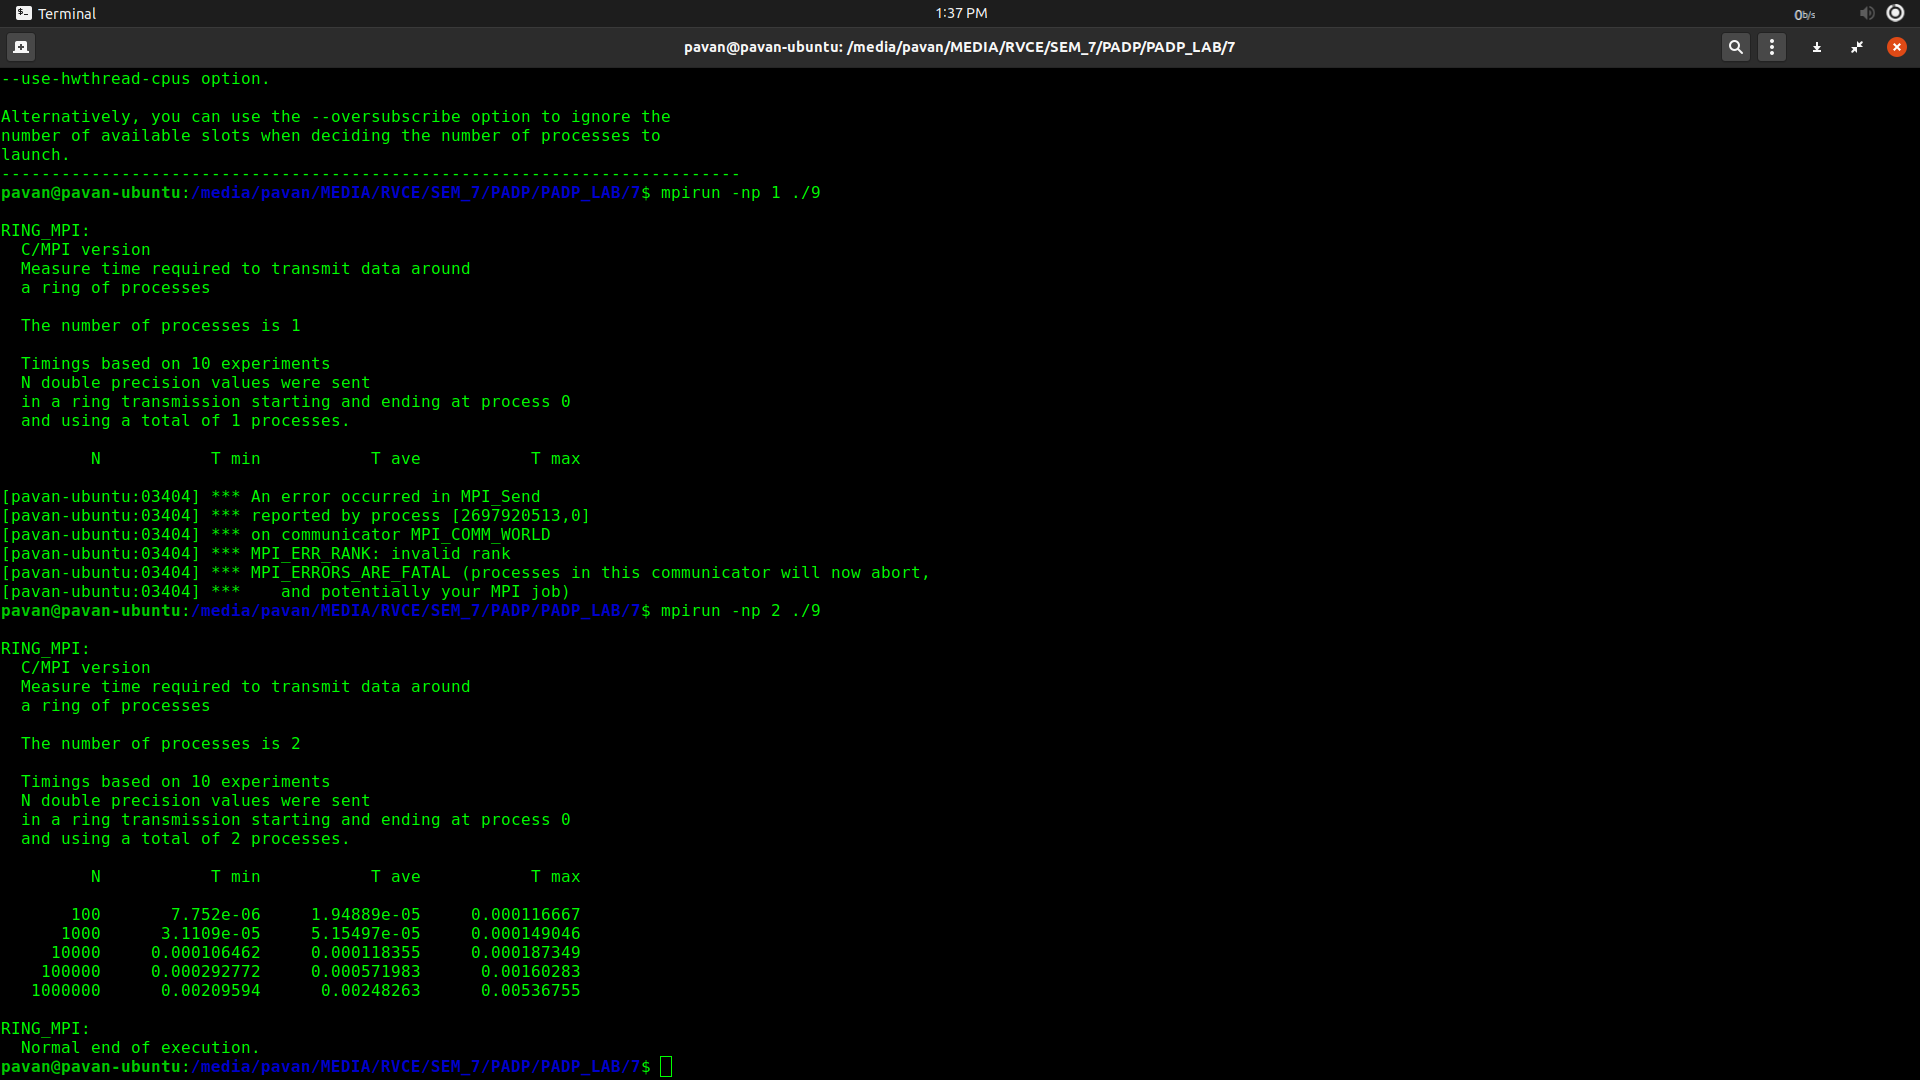 Terminal
1:37 PM
0b/s
pavan@pavan-ubuntu: /media/pavan/MEDIA/RVCE/SEM_7/PADP/PADP_LAB/7
--use-hwthread-cpus option.
Alternatively, you can use the --oversubscribe option to ignore the
number of available slots when deciding the number of processes to
launch.
--------------------------------------------------------------------------
pavan@pavan-ubuntu:/media/pavan/MEDIA/RVCE/SEM_7/PADP/PADP_LAB/7$ mpirun -np 1 ./9
RING_MPI:
  C/MPI version
  Measure time required to transmit data around
  a ring of processes
  The number of processes is 1
  Timings based on 10 experiments
  N double precision values were sent
  in a ring transmission starting and ending at process 0
  and using a total of 1 processes.
         N           T min           T ave           T max
[pavan-ubuntu:03404] *** An error occurred in MPI_Send
[pavan-ubuntu:03404] *** reported by process [2697920513,0]
[pavan-ubuntu:03404] *** on communicator MPI_COMM_WORLD
[pavan-ubuntu:03404] *** MPI_ERR_RANK: invalid rank
[pavan-ubuntu:03404] *** MPI_ERRORS_ARE_FATAL (processes in this communicator will now abort,
[pavan-ubuntu:03404] ***    and potentially your MPI job)
pavan@pavan-ubuntu:/media/pavan/MEDIA/RVCE/SEM_7/PADP/PADP_LAB/7$ mpirun -np 2 ./9
RING_MPI:
  C/MPI version
  Measure time required to transmit data around
  a ring of processes
  The number of processes is 2
  Timings based on 10 experiments
  N double precision values were sent
  in a ring transmission starting and ending at process 0
  and using a total of 2 processes.
         N           T min           T ave           T max
       100       7.752e-06     1.94889e-05     0.000116667
      1000      3.1109e-05     5.15497e-05     0.000149046
     10000     0.000106462     0.000118355     0.000187349
    100000     0.000292772     0.000571983      0.00160283
   1000000      0.00209594      0.00248263      0.00536755
RING_MPI:
  Normal end of execution.
pavan@pavan-ubuntu:/media/pavan/MEDIA/RVCE/SEM_7/PADP/PADP_LAB/7$